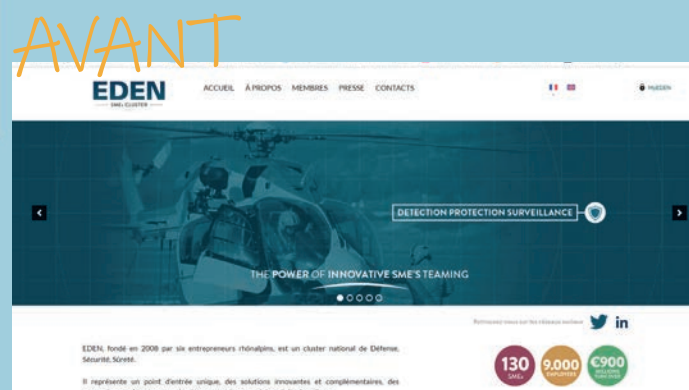 AVANT
EDEN
SMEs CLUSTER
ACCUEIL À PROPOS MEMBRES PRESSE CONTACTS
MyEDEN
DETECTION PROTECTION SURVEILLANCE
THE POWER OF INNOVATIVE SME'S TEAMING
Retrouvez-nous sur les réseaux sociaux
in
EDEN, fondé en 2008 par six entrepreneurs rhônalpins, est un cluster national de Défense,
Sécurité, Sûreté.
130
SMEs
9.000
EMPLOYEES
€900
MILLIONS
TURN OVER
Il représente un point d'entrée unique, des solutions innovantes et complémentaires, des